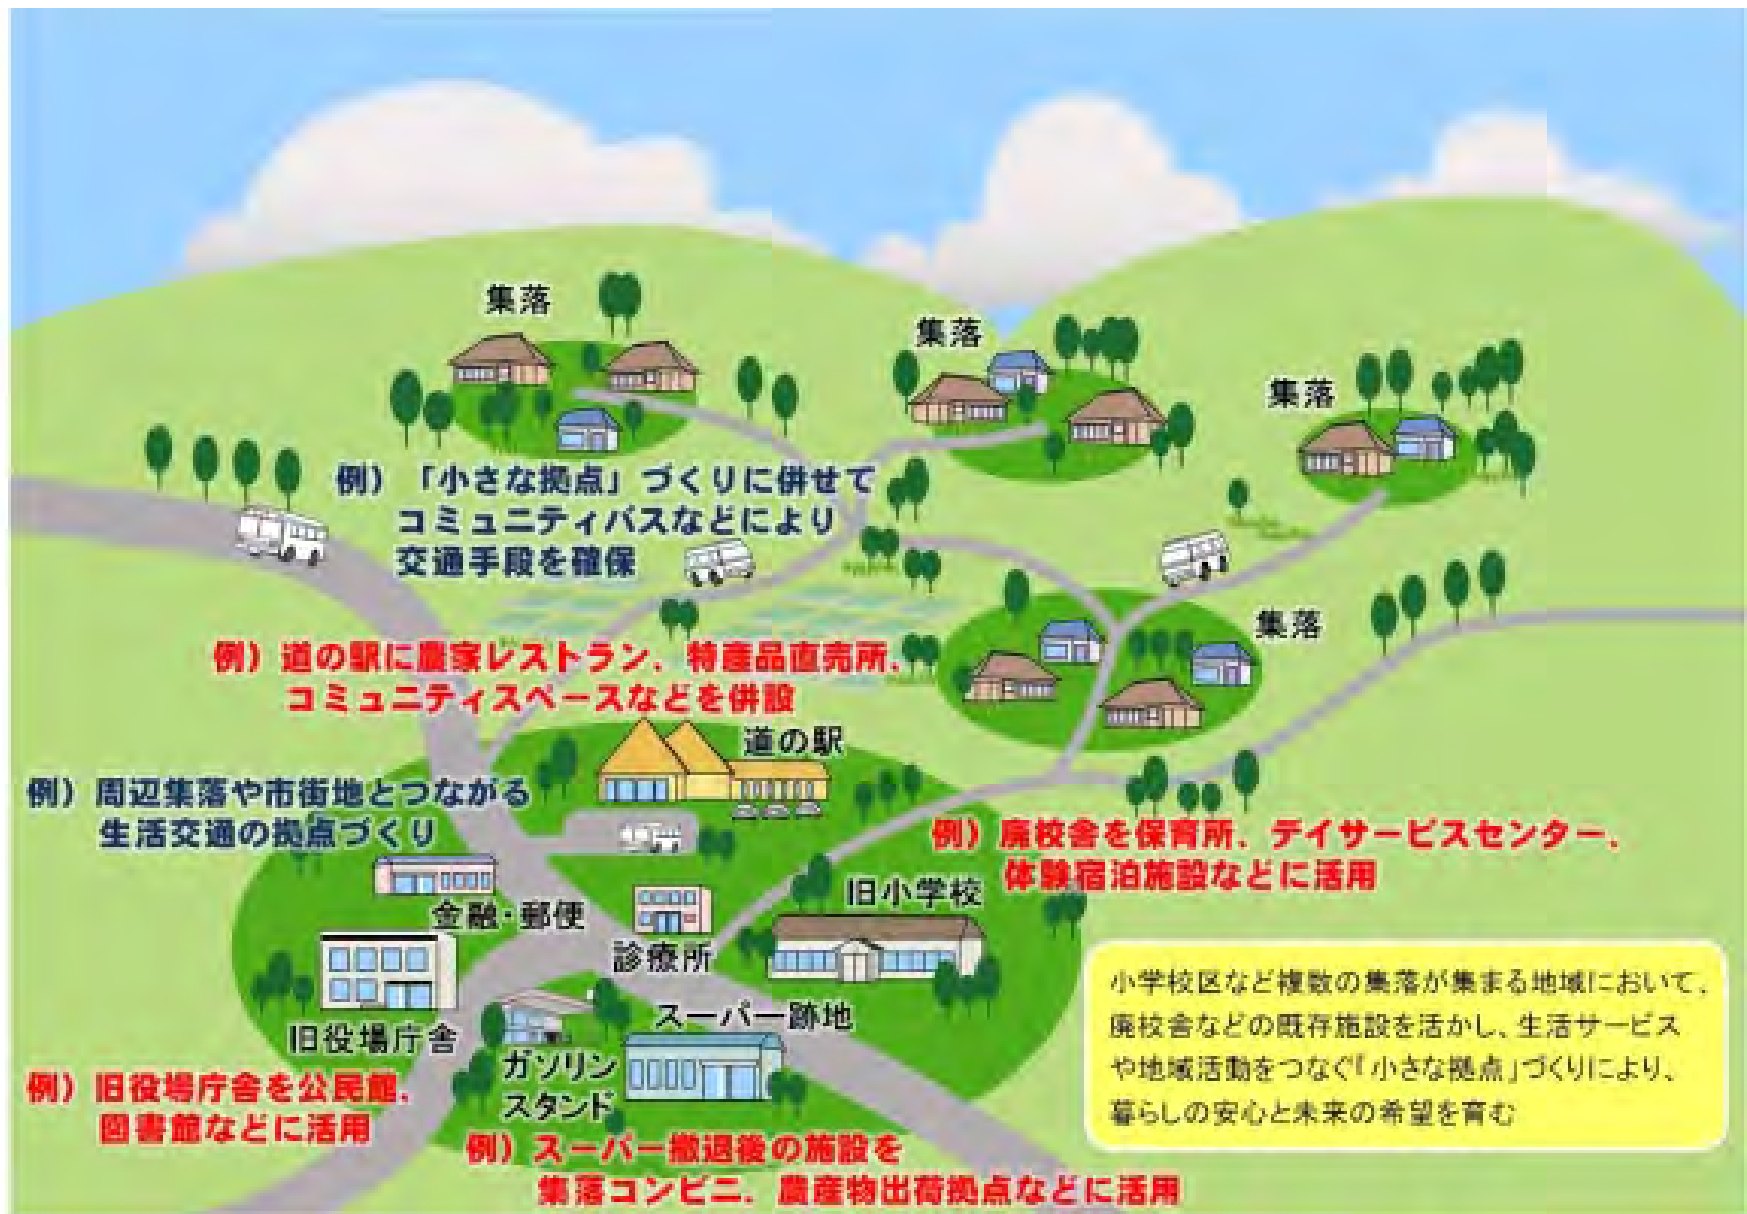 集落
集落
集落
例）「小さな拠点」づくりに併せて
コミュニティバスなどにより
交通手段を確保
集落
例）道の駅に農家レストラン、特産品直売所、
コミュニティスペースなどを併設
道の駅
例）周辺集落や市街地とつながる
生活交通の拠点づくり
例）廃校舎を保育所、デイサービスセンター、
体験宿泊施設などに活用
金融・郵便
旧小学校
診療所
旧役場庁舎
スーパー跡地
ガソリン
スタンド
小学校区など複数の集落が集まる地域において、
廃校舎などの既存施設を活かし、生活サービス
や地域活動をつなぐ「小さな拠点」づくりにより、
暮らしの安心と未来の希望を育む
例）旧役場庁舎を公民館、
図書館などに活用
例）スーパー撤退後の施設を
集落コンビニ、農産物出荷拠点などに活用